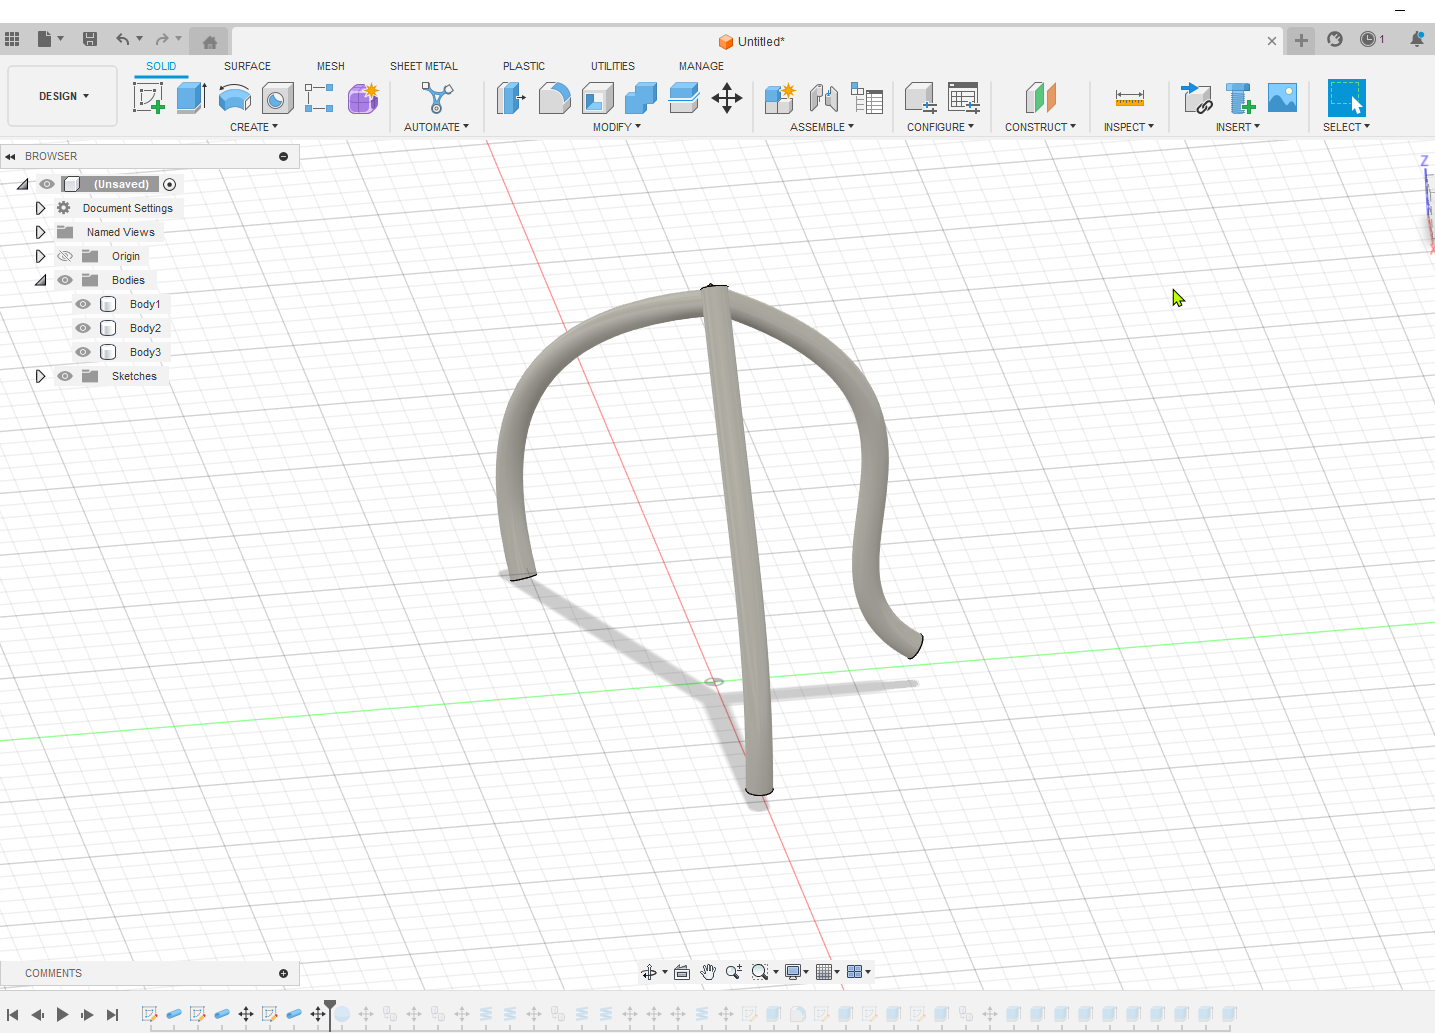 Untitled*
1
DESIGN
SOLID
SURFACE
MESH
SHEET METAL
PLASTIC
UTILITIES
MANAGE
CREATE
AUTOMATE
MODIFY
ASSEMBLE
CONFIGURE
CONSTRUCT
INSPECT
INSERT
SELECT
BROWSER
(Unsaved)
Document Settings
Named Views
Origin
Bodies
Body1
Body2
Body3
Sketches
Z
X
COMMENTS